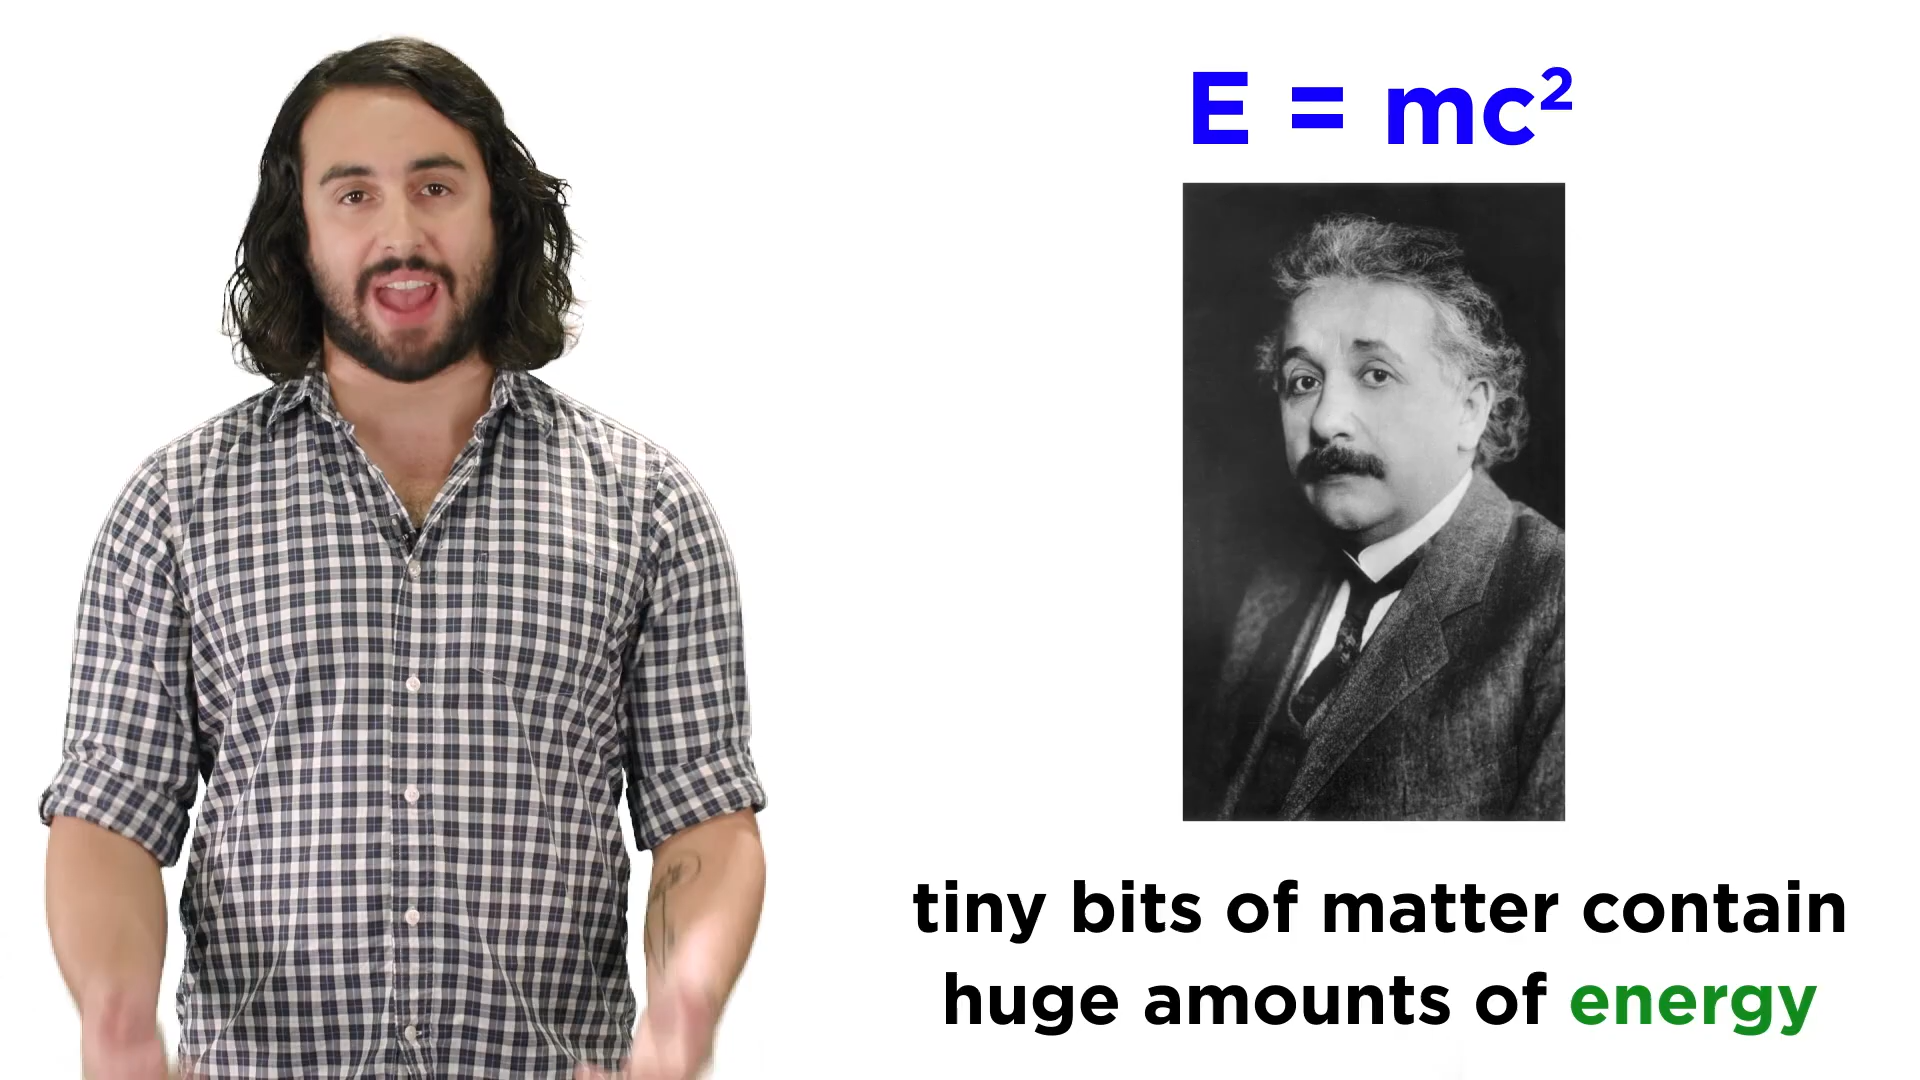 E = mc²
tiny bits of matter contain
huge amounts of energy